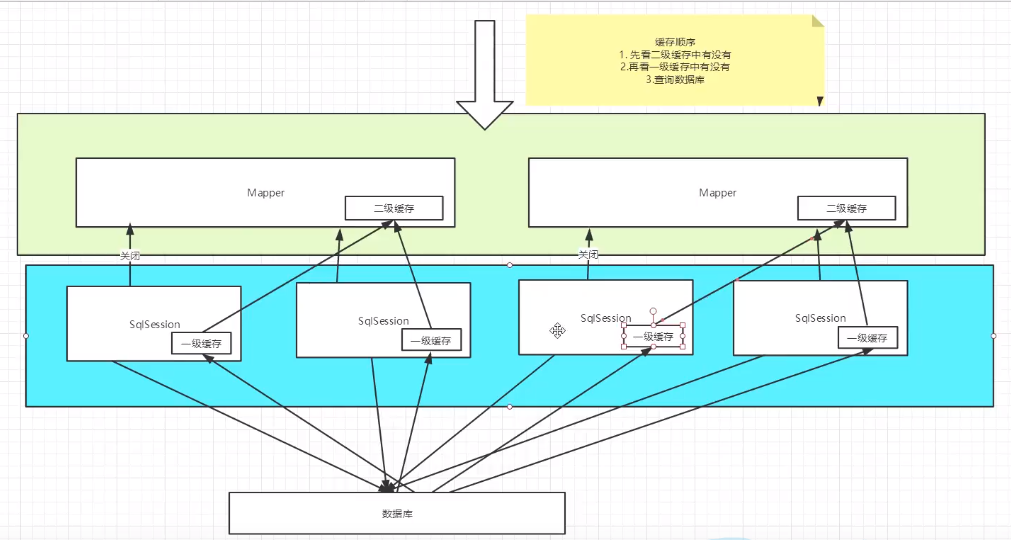 缓存顺序
1. 先看二级缓存中有没有
2.再看一级缓存中有没有
3.查询数据库
Mapper
二级缓存
Mapper
二级缓存
关闭
关闭
SqlSession
一级缓存
SqlSession
一级缓存
SqlSession
一级缓存
SqlSession
一级缓存
数据库